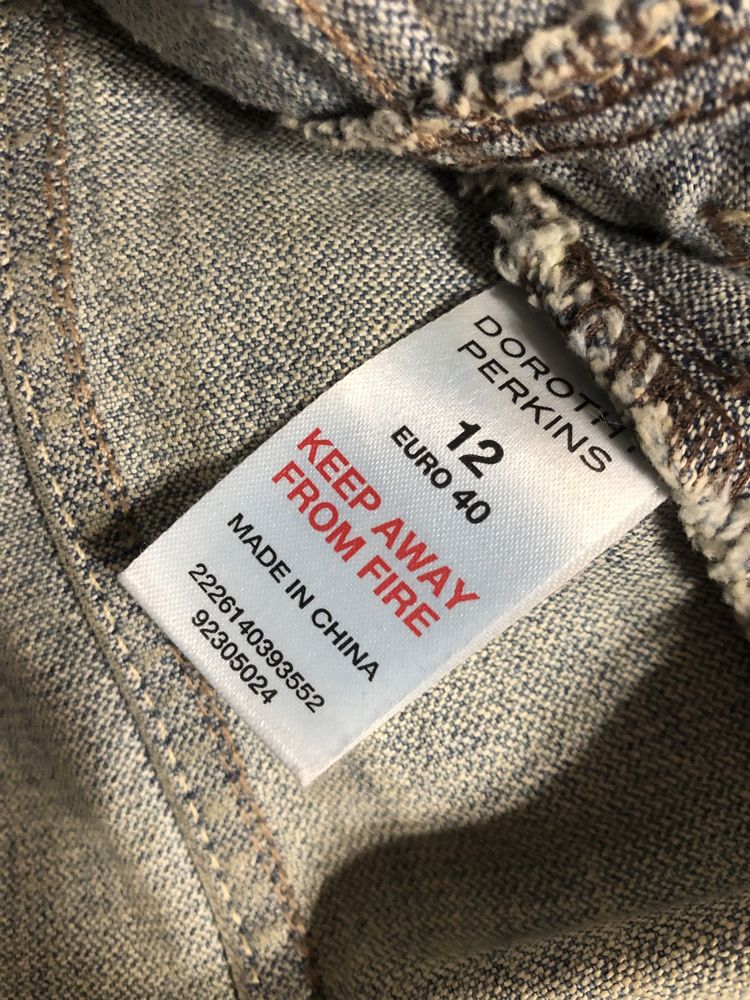 DOROTHY
PERKINS
12
EURO 40
KEEP AWAY
FROM FIRE
MADE IN CHINA
2226140393552
92305024